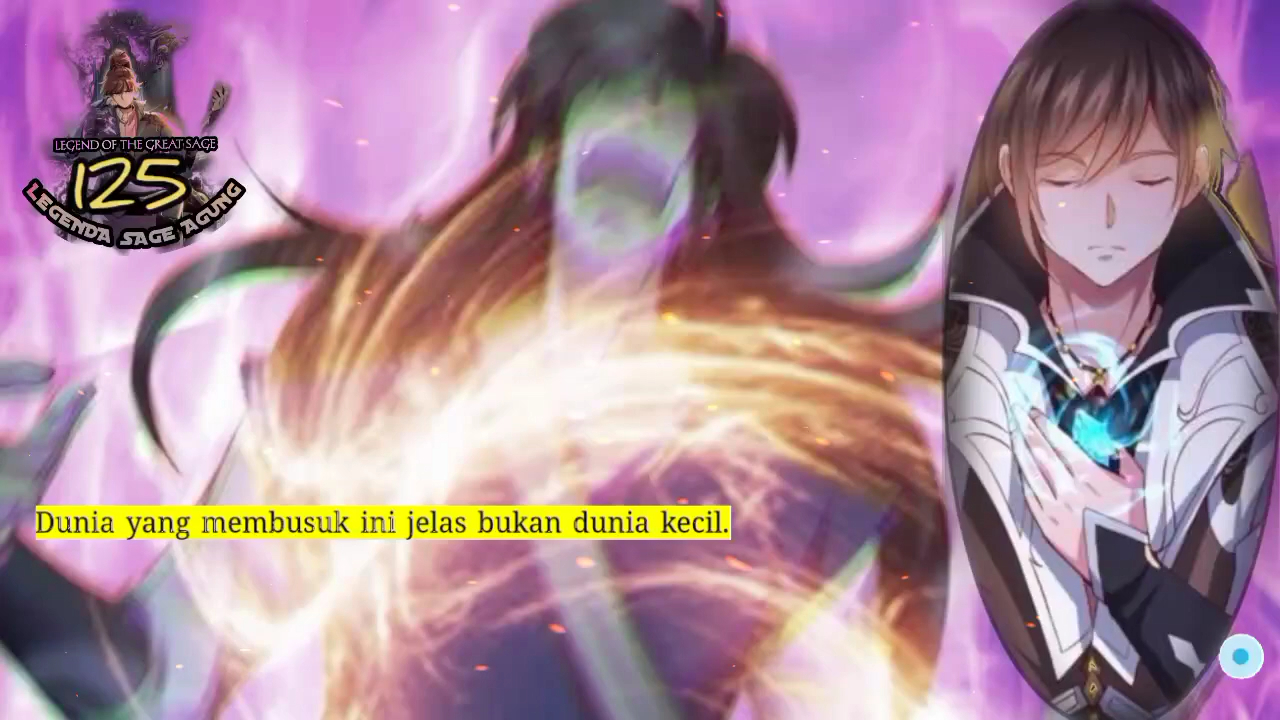 LEGEND OF THE GREAT SAGE
125
LEGENDA SAGE AGUNG
Dunia yang membusuk ini jelas bukan dunia kecil.